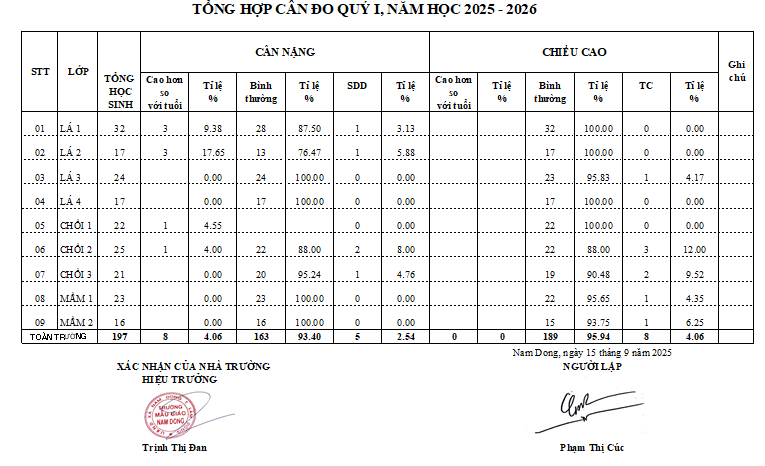 TỔNG HỢP CÂN ĐO QUÝ I, NĂM HỌC 2025 - 2026
STT LỚP TỔNG HỌC SINH CÂN NẶNG CHIỀU CAO Ghi chú
Cao hơn so với tuổi Tỉ lệ % Bình thường Tỉ lệ % SDD Tỉ lệ % Cao hơn so với tuổi Tỉ lệ % Bình thường Tỉ lệ % TC Tỉ lệ %
01 LÁ 1 32 3 9.38 28 87.50 1 3.13 32 100.00 0 0.00
02 LÁ 2 17 3 17.65 13 76.47 1 5.88 17 100.00 0 0.00
03 LÁ 3 24 0.00 24 100.00 0 0.00 23 95.83 1 4.17
04 LÁ 4 17 0.00 17 100.00 0 0.00 17 100.00 0 0.00
05 CHỒI 1 22 1 4.55 0 0.00 22 100.00 0 0.00
06 CHỒI 2 25 1 4.00 22 88.00 2 8.00 22 88.00 3 12.00
07 CHỒI 3 21 0.00 20 95.24 1 4.76 19 90.48 2 9.52
08 MẦM 1 23 0.00 23 100.00 0 0.00 22 95.65 1 4.35
09 MẦM 2 16 0.00 16 100.00 0 0.00 15 93.75 1 6.25
TOÀN TRƯƠNG 197 8 4.06 163 93.40 5 2.54 0 0 189 95.94 8 4.06
Nam Dong, ngày 15 tháng 9 năm 2025
XÁC NHẬN CỦA NHÀ TRƯỜNG NGƯỜI LẬP
HIỆU TRƯỞNG
TRƯỜNG
MẪU GIÁO
NAM DONG
Trịnh Thị Đan Phạm Thị Cúc